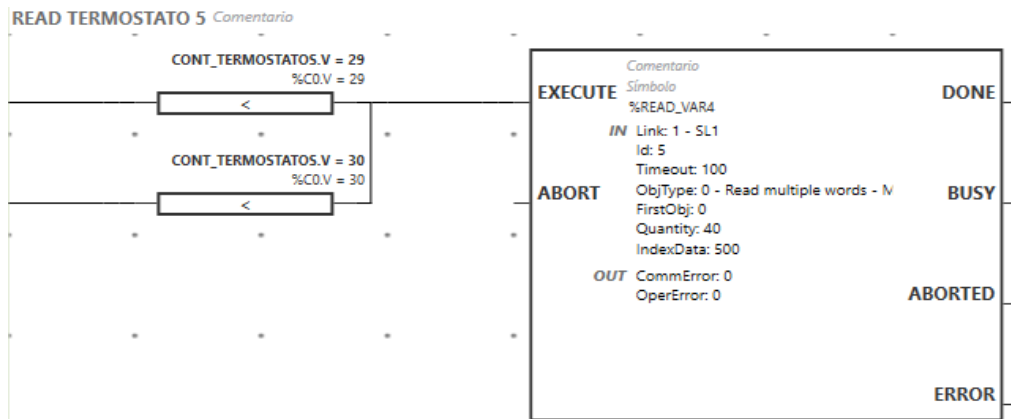 READ TERMOSTATO 5 Comentario
CONT_TERMOSTATOS.V = 29
%C0.V = 29
<
CONT_TERMOSTATOS.V = 30
%C0.V = 30
<
Comentario
Símbolo
%READ_VAR4
EXECUTE
DONE
IN Link: 1 - SL1
Id: 5
Timeout: 100
ABORT
ObjType: 0 - Read multiple words - M
BUSY
FirstObj: 0
Quantity: 40
IndexData: 500
OUT CommError: 0
OperError: 0
ABORTED
ERROR